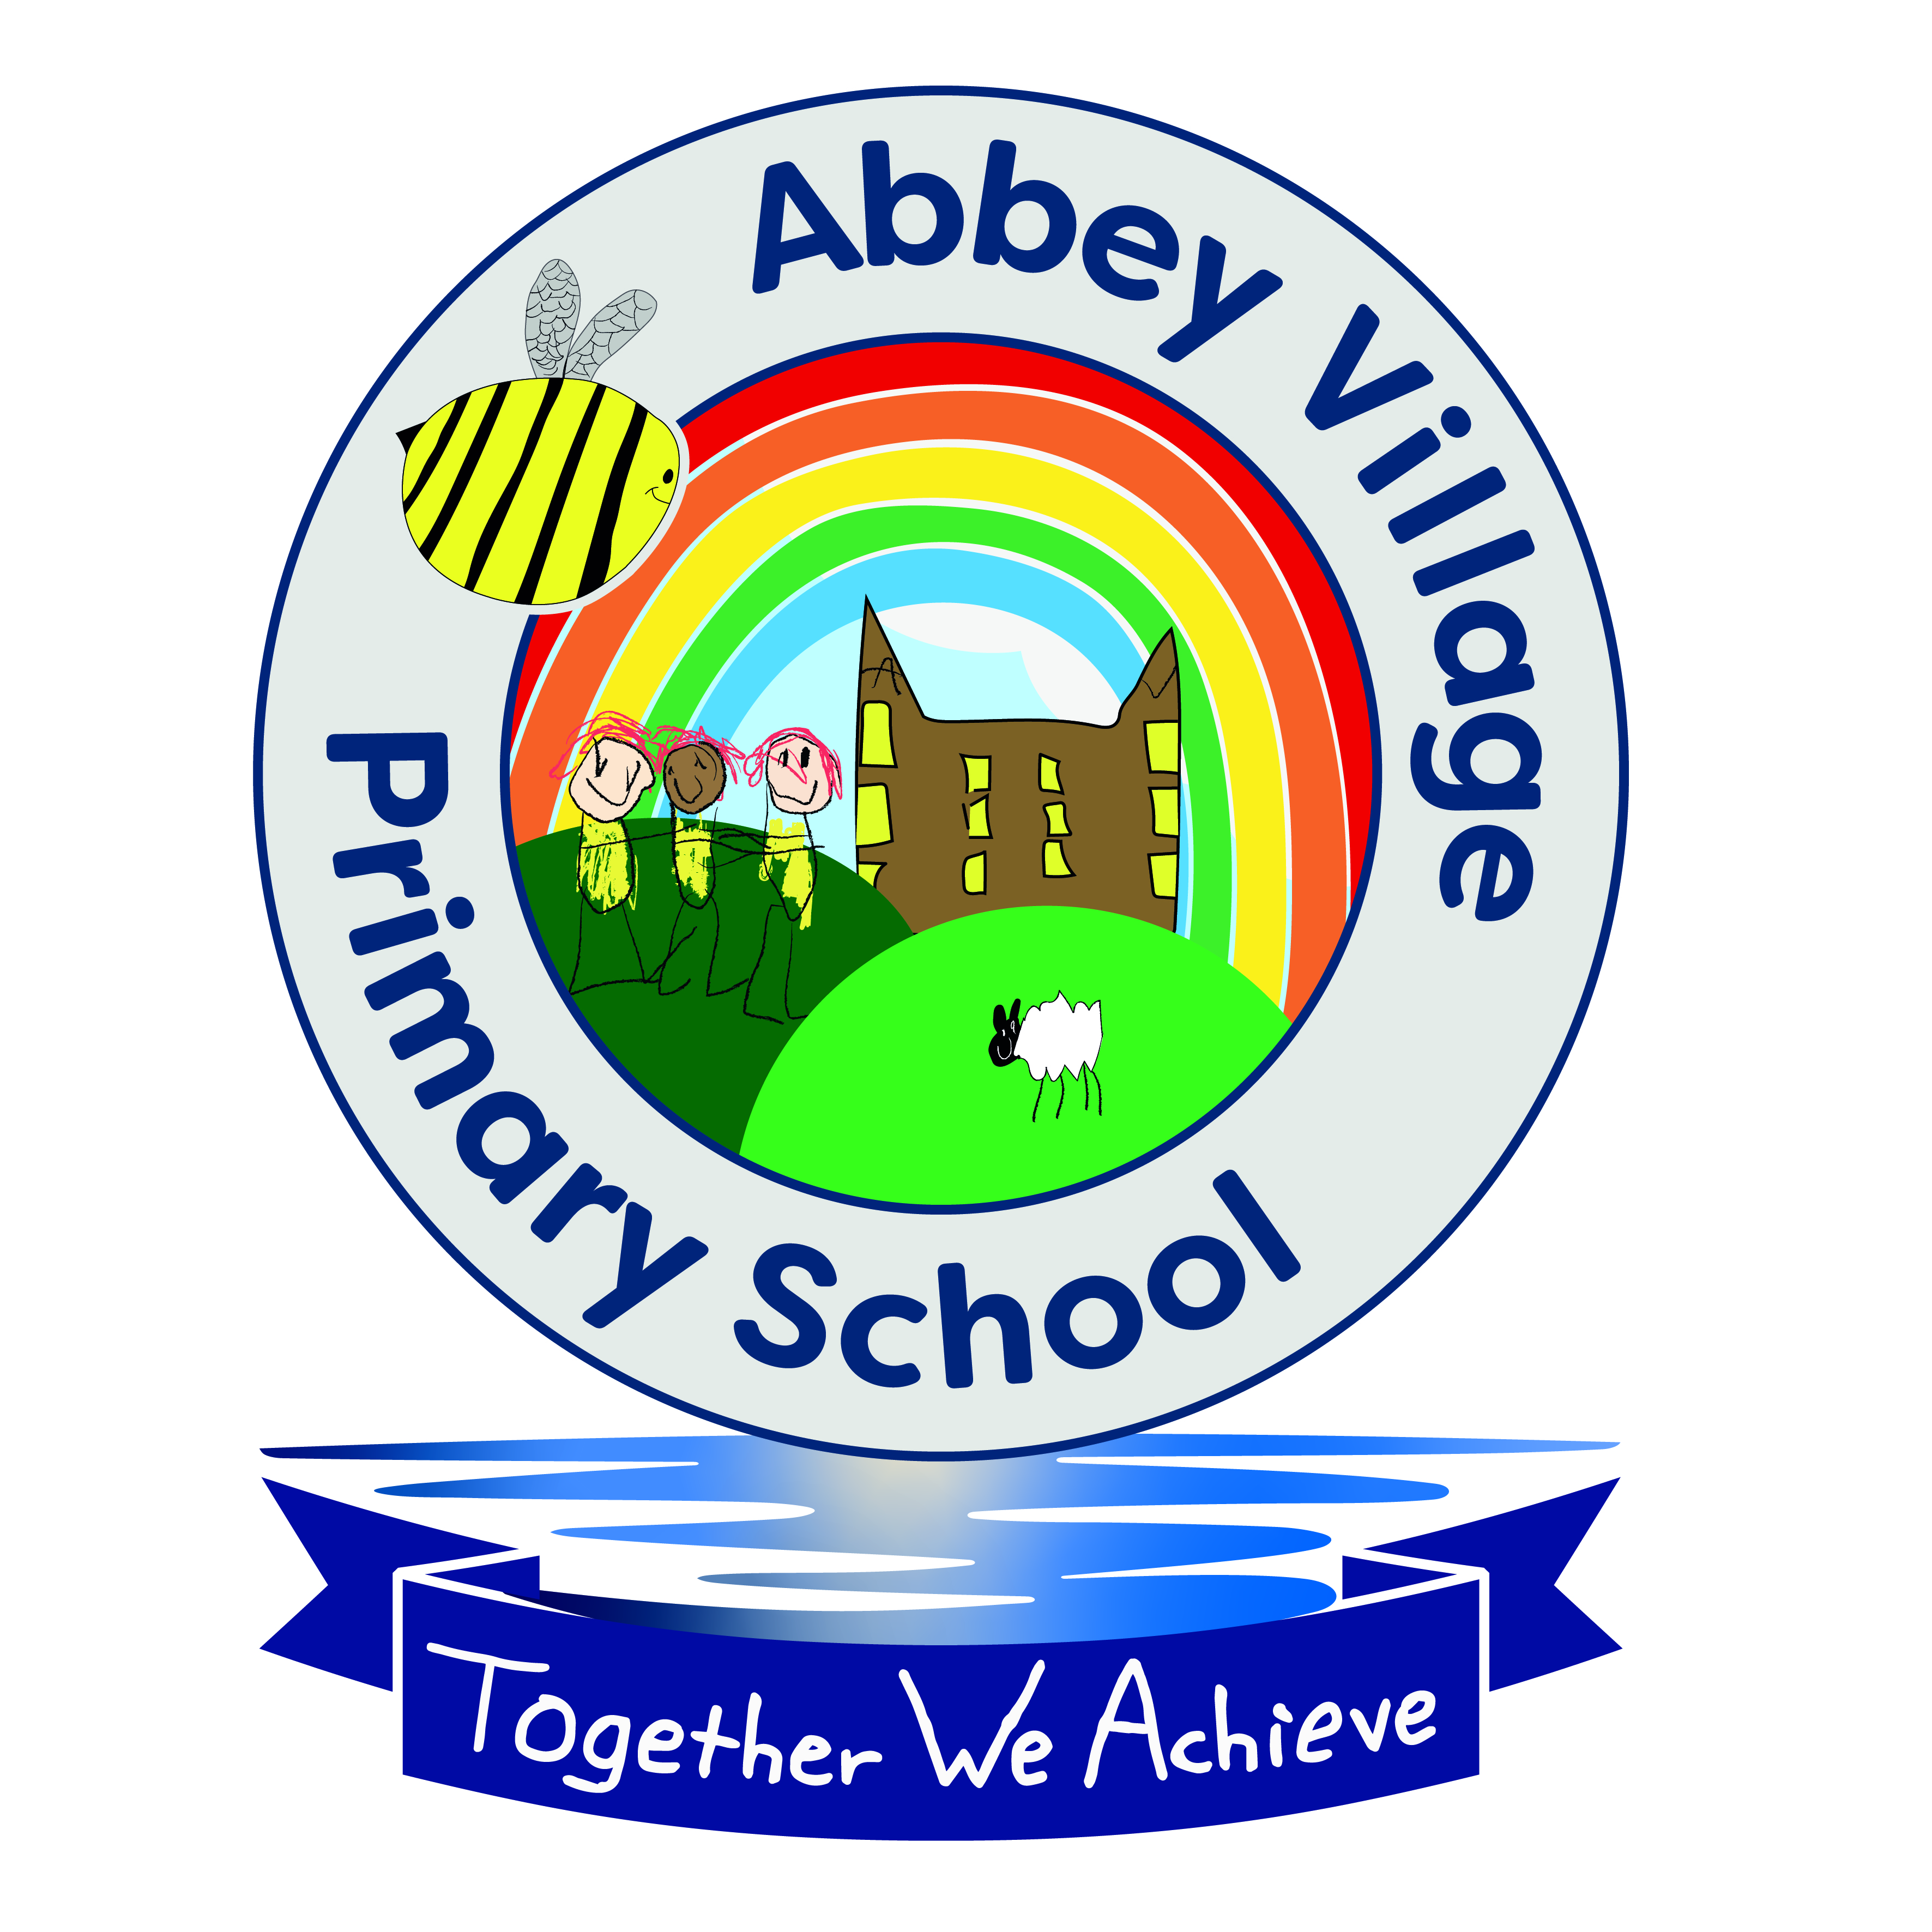 Abbey Village
Primary School
Together We Achieve